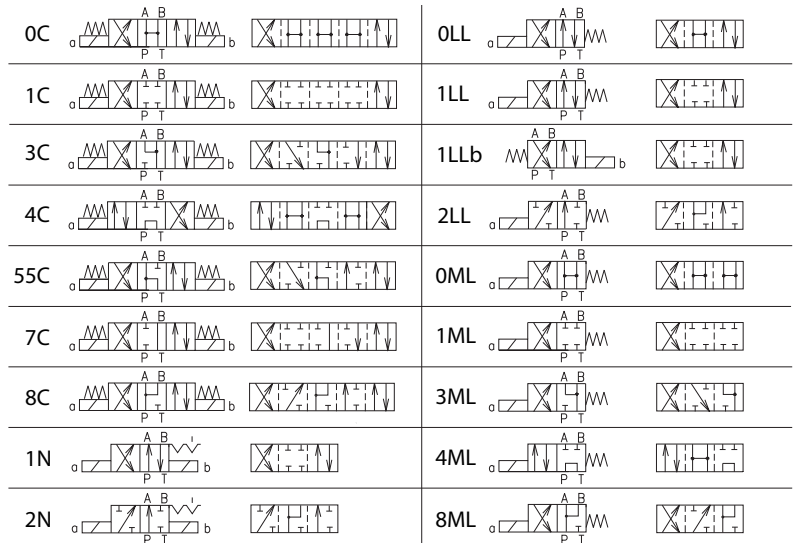 A B
0C a b
P T
A B
1C a b
P T
A B
3C a b
P T
A B
4C a b
P T
A B
55C a b
P T
A B
7C a b
P T
A B
8C a b
P T
A B
1N a b
P T
A B
2N a b
P T
A B
0LL a
P T
A B
1LL a
P T
A B
1LLb b
P T
A B
2LL a
P T
A B
0ML a
P T
A B
1ML a
P T
A B
3ML a
P T
A B
4ML a
P T
A B
8ML a
P T